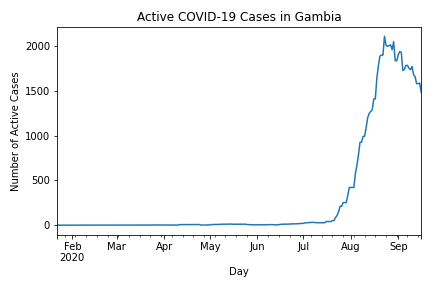 Active COVID-19 Cases in Gambia
Number of Active Cases
2000
1500
1000
500
0
Feb Mar Apr May Jun Jul Aug Sep
2020
Day